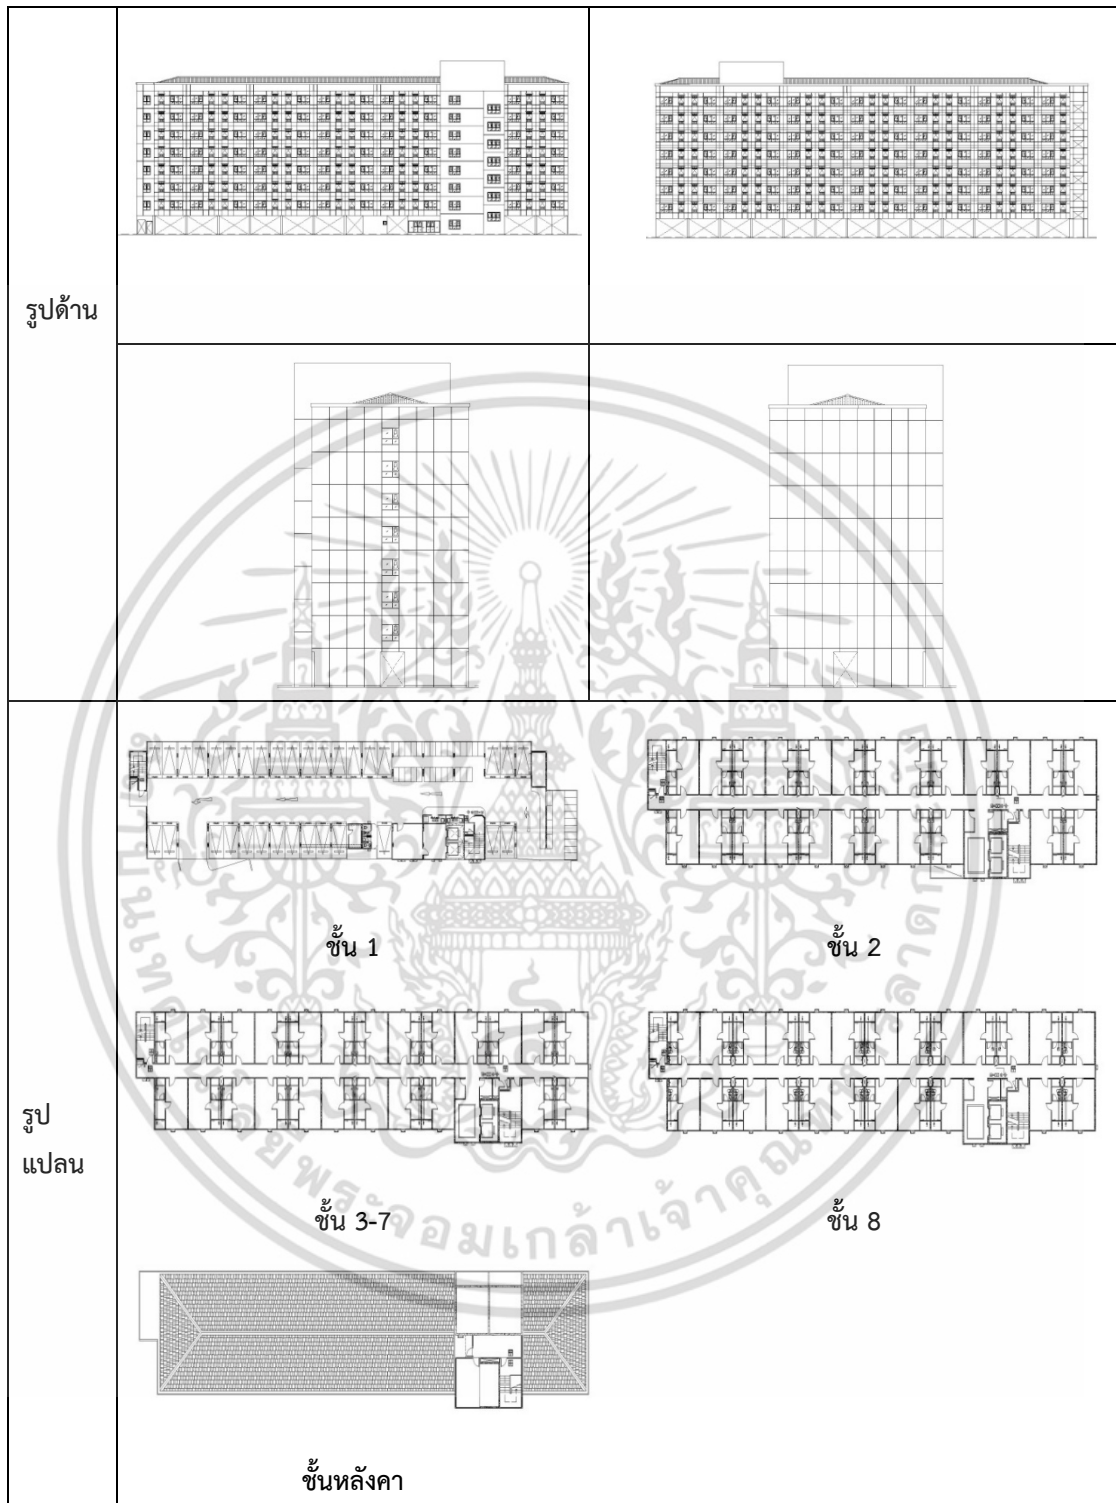 รูปด้าน
ชั้น 1
ชั้น 2
รูป
แปลน
ชั้น 3-7
ชั้น 8
ชั้นหลังคา